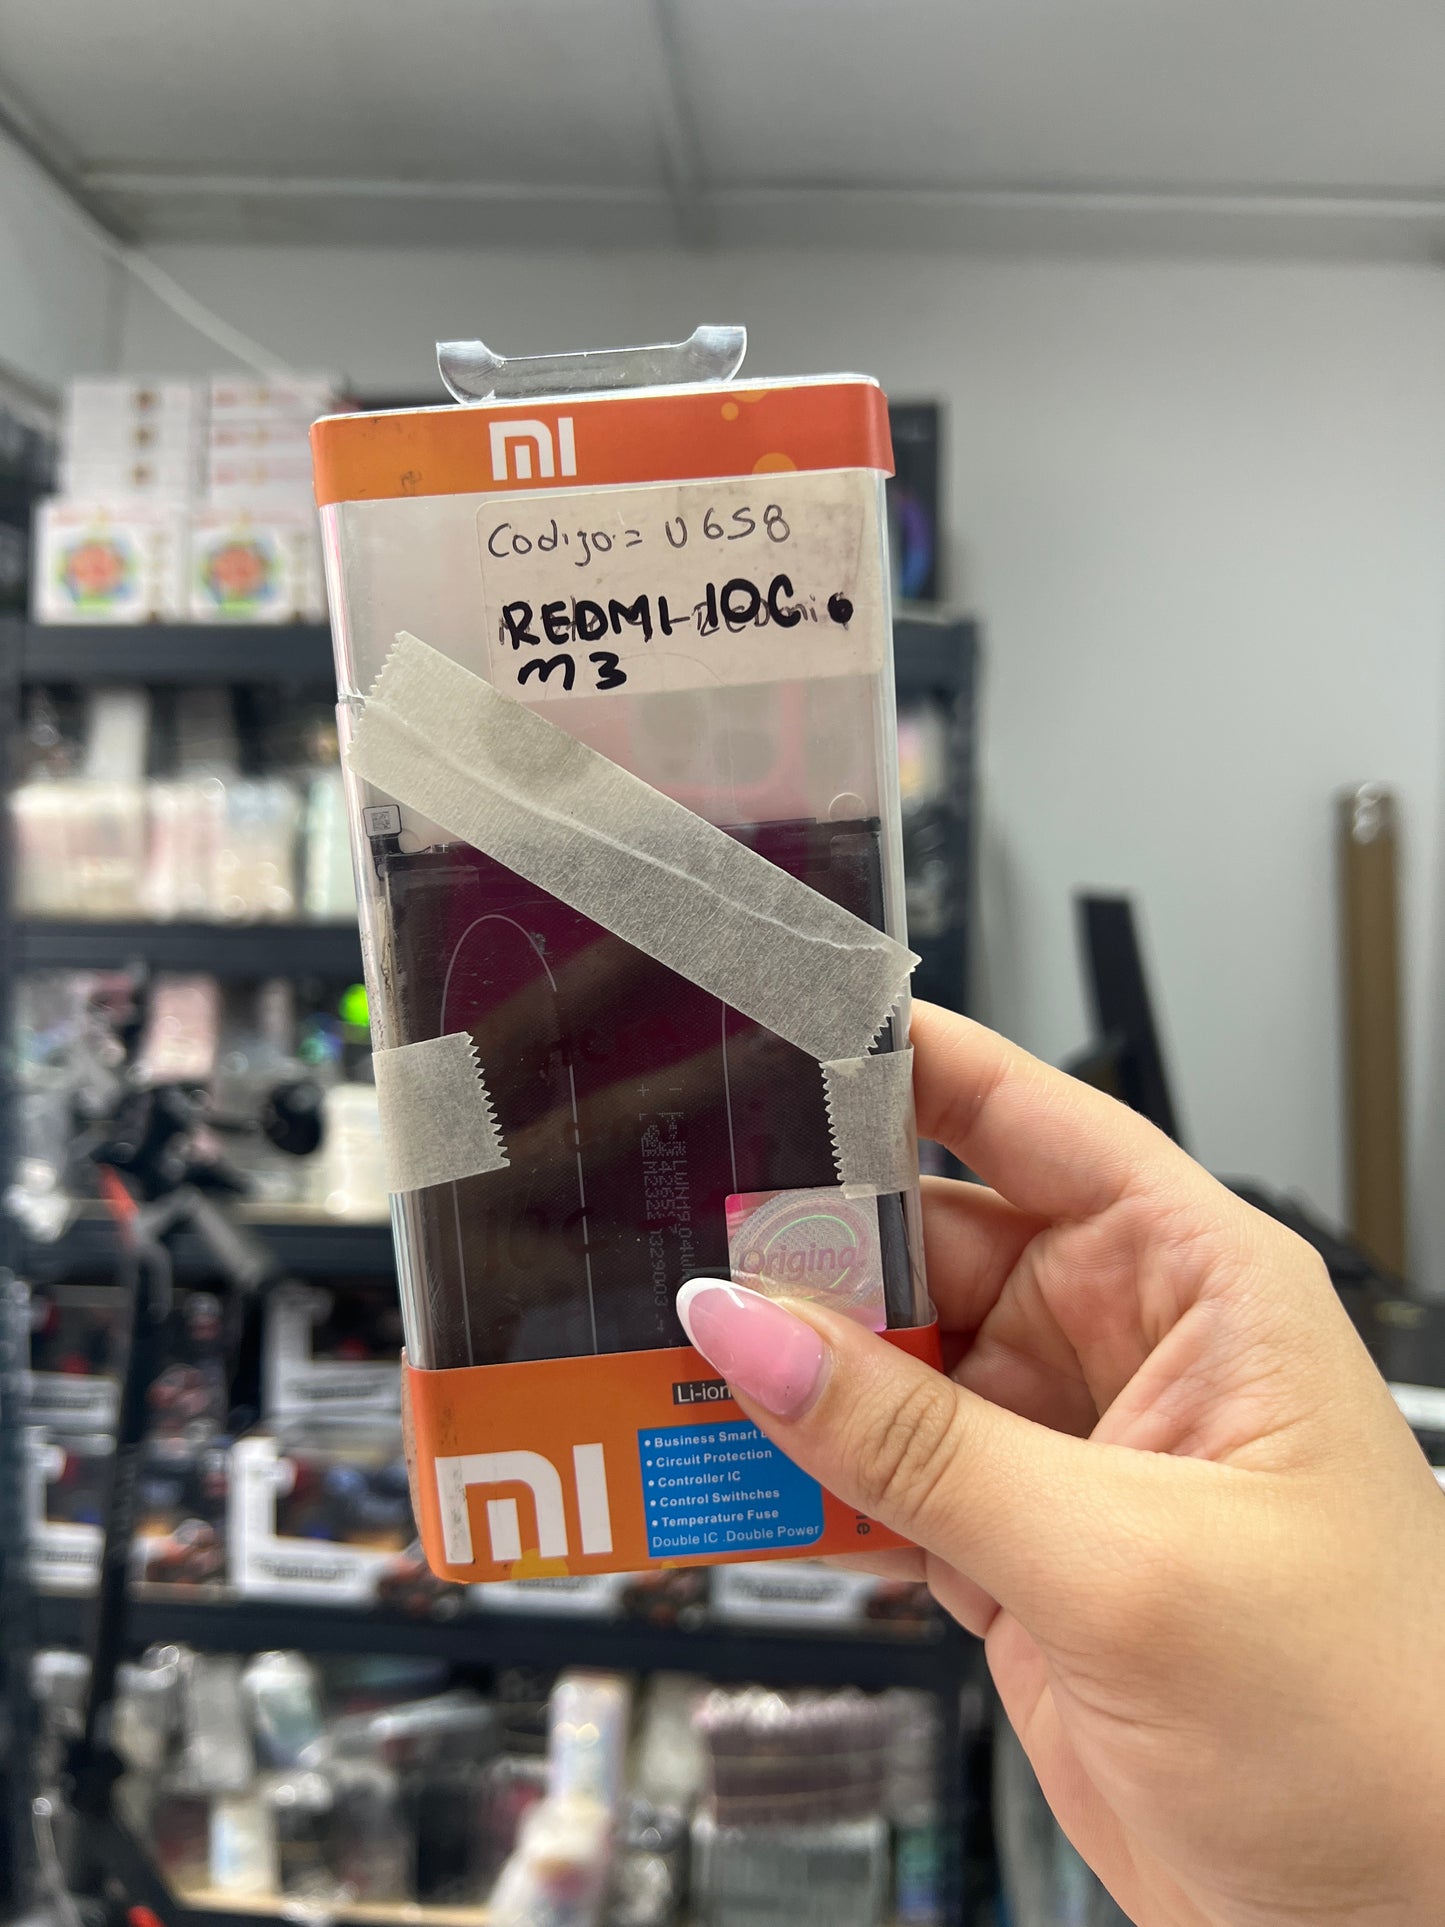 mi
Codigo = U658
REDMI-10C o
M3
Original
Li-ion
mi
• Business Smart
• Circuit Protection
• Controller IC
• Control Swithches
• Temperature Fuse
Double IC .Double Power